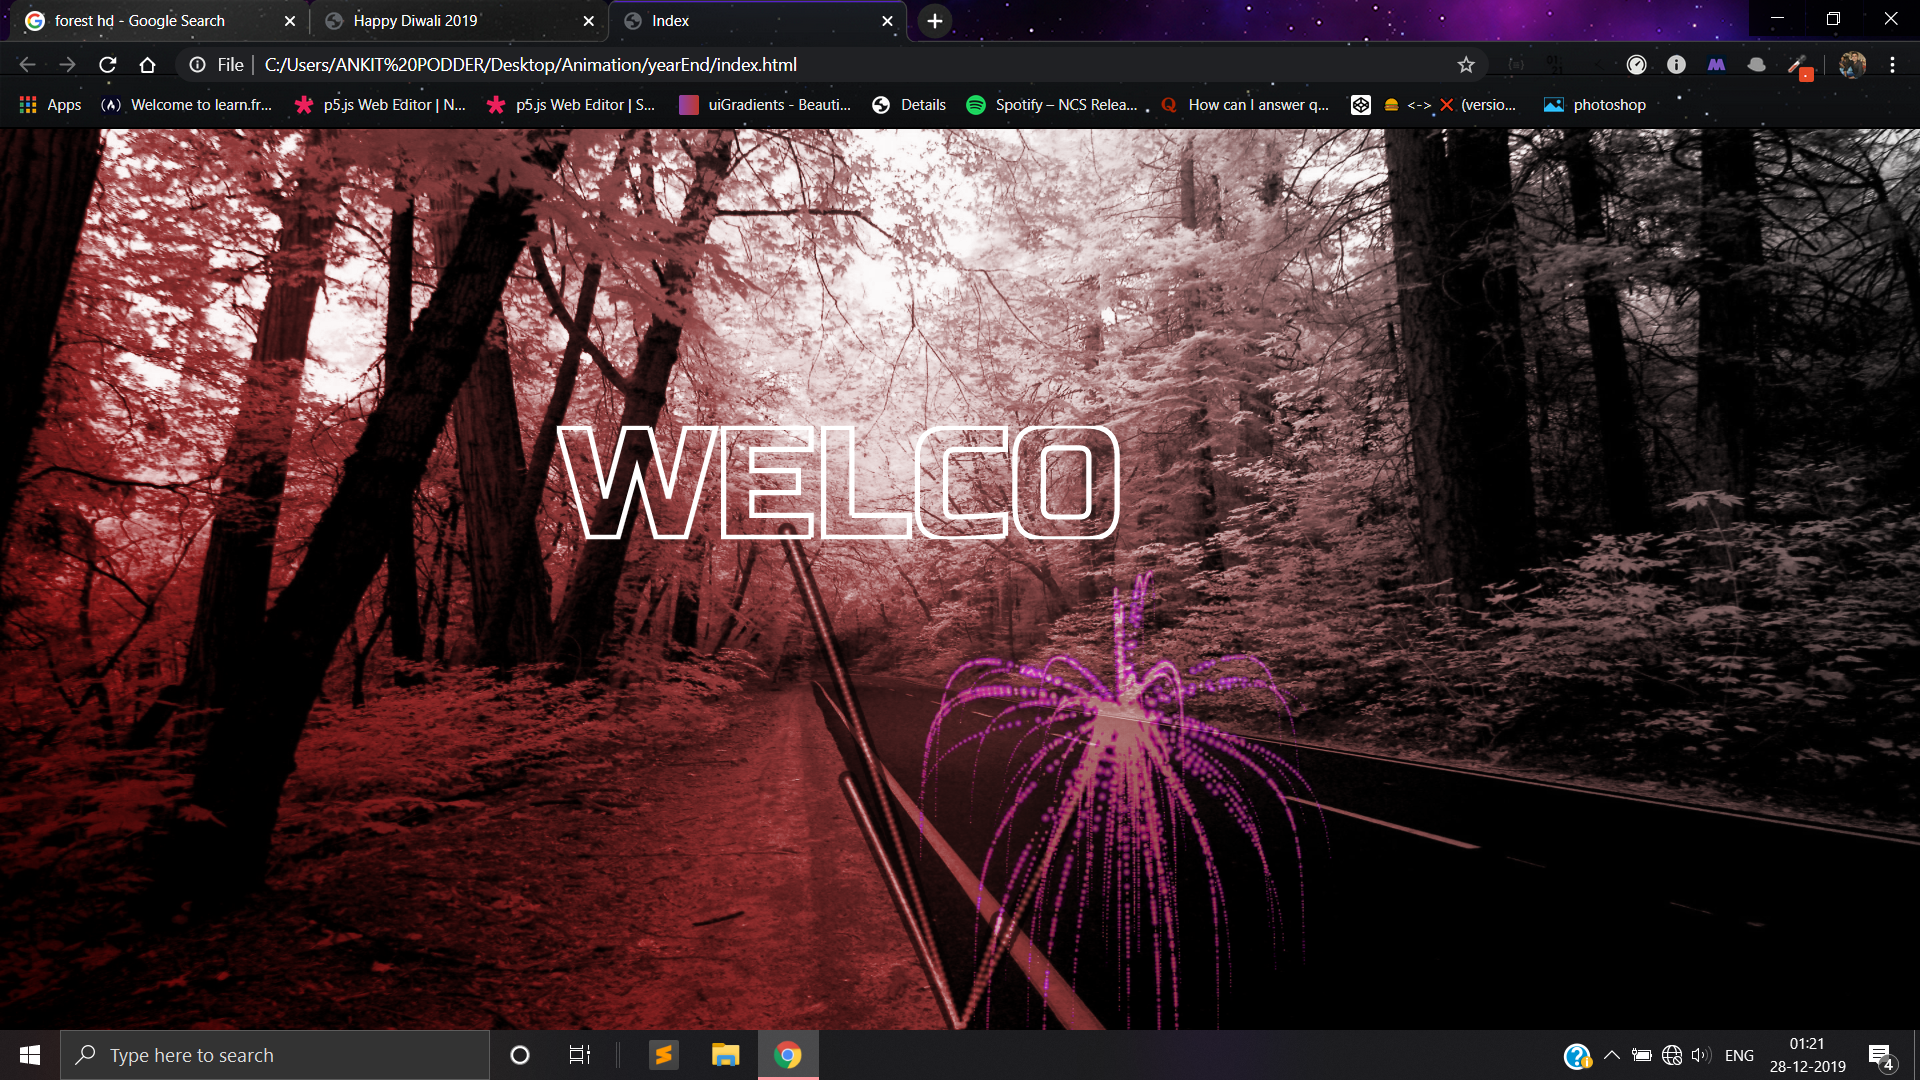 forest hd - Google Search
Happy Diwali 2019
Index
File
C:/Users/ANKIT%20PODDER/Desktop/Animation/yearEnd/index.html
Apps
Welcome to learn.fr...
p5.js Web Editor | N...
p5.js Web Editor | S...
uiGradients - Beauti...
Details
Spotify – NCS Relea...
How can I answer q...
<-> ❌ (versio...
photoshop
WELCO
Type here to search
ENG
01:21
28-12-2019
4